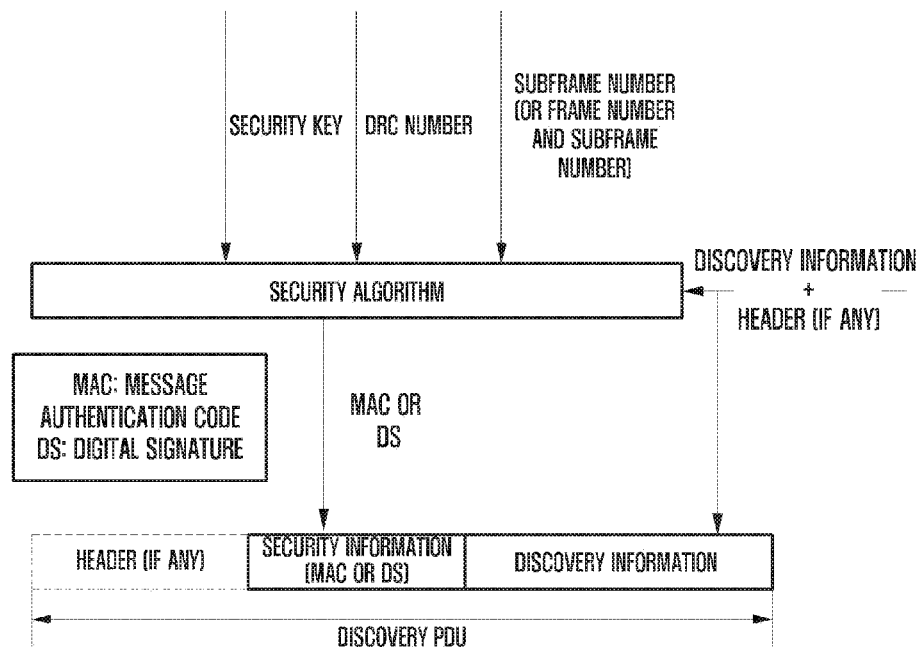 SECURITY KEY
DRC NUMBER
SUBFRAME NUMBER
(OR FRAME NUMBER
AND SUBFRAME
NUMBER)
DISCOVERY INFORMATION
+
HEADER (IF ANY)
SECURITY ALGORITHM
MAC: MESSAGE
AUTHENTICATION CODE
DS: DIGITAL SIGNATURE
MAC OR
DS
HEADER (IF ANY)
SECURITY INFORMATION
(MAC OR DS)
DISCOVERY INFORMATION
DISCOVERY PDU